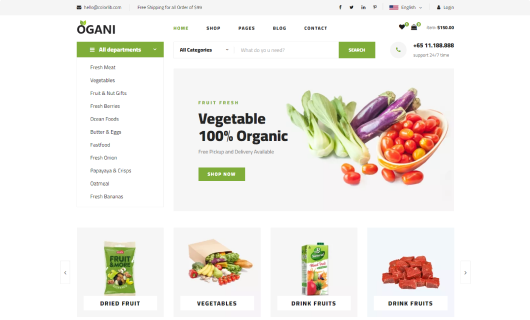 hello@colorlib.com
Free Shipping for all Order of $99
English
Login
OGANI
HOME SHOP PAGES BLOG CONTACT
item: $150.00
All departments
All Categories
What do you need?
SEARCH
+65 11.188.888
support 24/7 time
Fresh Meat
Vegetables
Fruit & Nut Gifts
Fresh Berries
Ocean Foods
Butter & Eggs
Fastfood
Fresh Onion
Papayaya & Crisps
Oatmeal
Fresh Bananas
FRUIT FRESH
Vegetable
100% Organic
Free Pickup and Delivery Available
SHOP NOW
FRUIT
&MORE
DRIED FRUIT
VEGETABLES
DRINK FRUITS
DRINK FRUITS